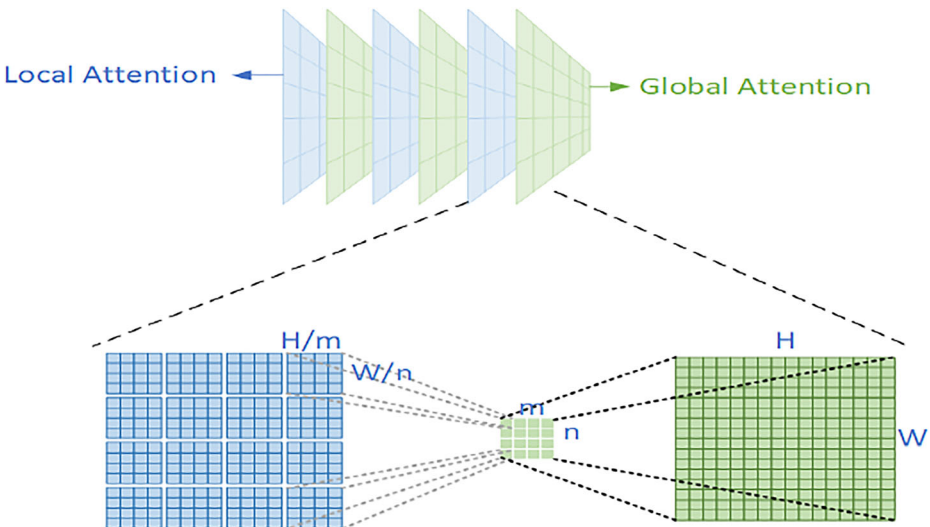 Local Attention
Global Attention
H/m
W/n
m
n
H
W